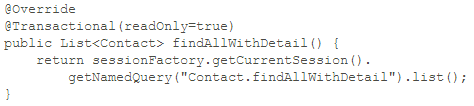 @Override
@Transactional(readOnly=true)
public List<Contact> findAllWithDetail() {
    return sessionFactory.getCurrentSession().
        getNamedQuery("Contact.findAllWithDetail").list();
}